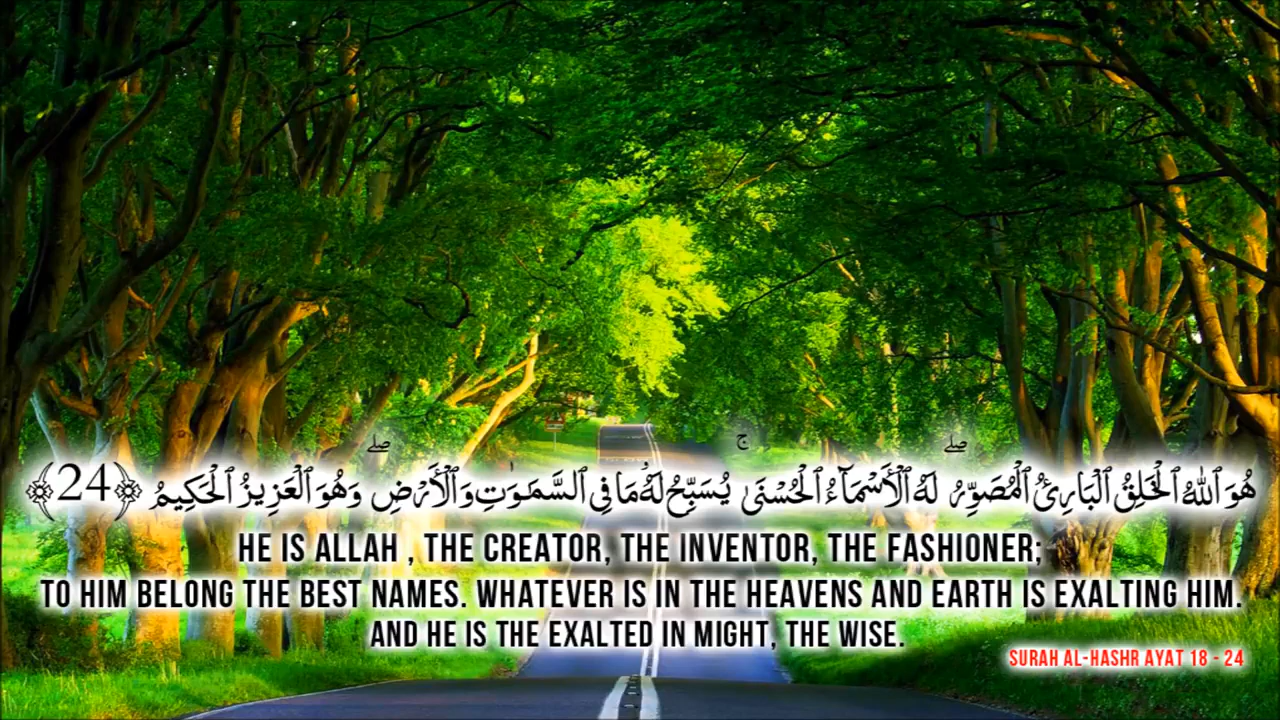 هُوَ ٱللَّهُ ٱلْخَـٰلِقُ ٱلْبَارِئُ ٱلْمُصَوِّرُ ۖ لَهُ ٱلْأَسْمَآءُ ٱلْحُسْنَىٰ ۚ يُسَبِّحُ لَهُۥ مَا فِى ٱلسَّمَـٰوَٰتِ وَٱلْأَرْضِ ۖ وَهُوَ ٱلْعَزِيزُ ٱلْحَكِيمُ ﴿24﴾
HE IS ALLAH , THE CREATOR, THE INVENTOR, THE FASHIONER;
TO HIM BELONG THE BEST NAMES. WHATEVER IS IN THE HEAVENS AND EARTH IS EXALTING HIM.
AND HE IS THE EXALTED IN MIGHT, THE WISE.
SURAH AL-HASHR AYAT 18 - 24